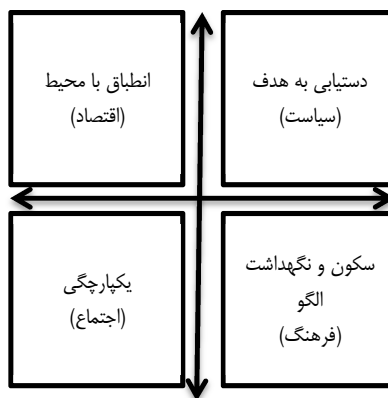 دستیابی به هدف
(سیاست)
انطباق با محیط
(اقتصاد)
سکون و نگهداشت
الگو
(فرهنگ)
یکپارچگی
(اجتماع)